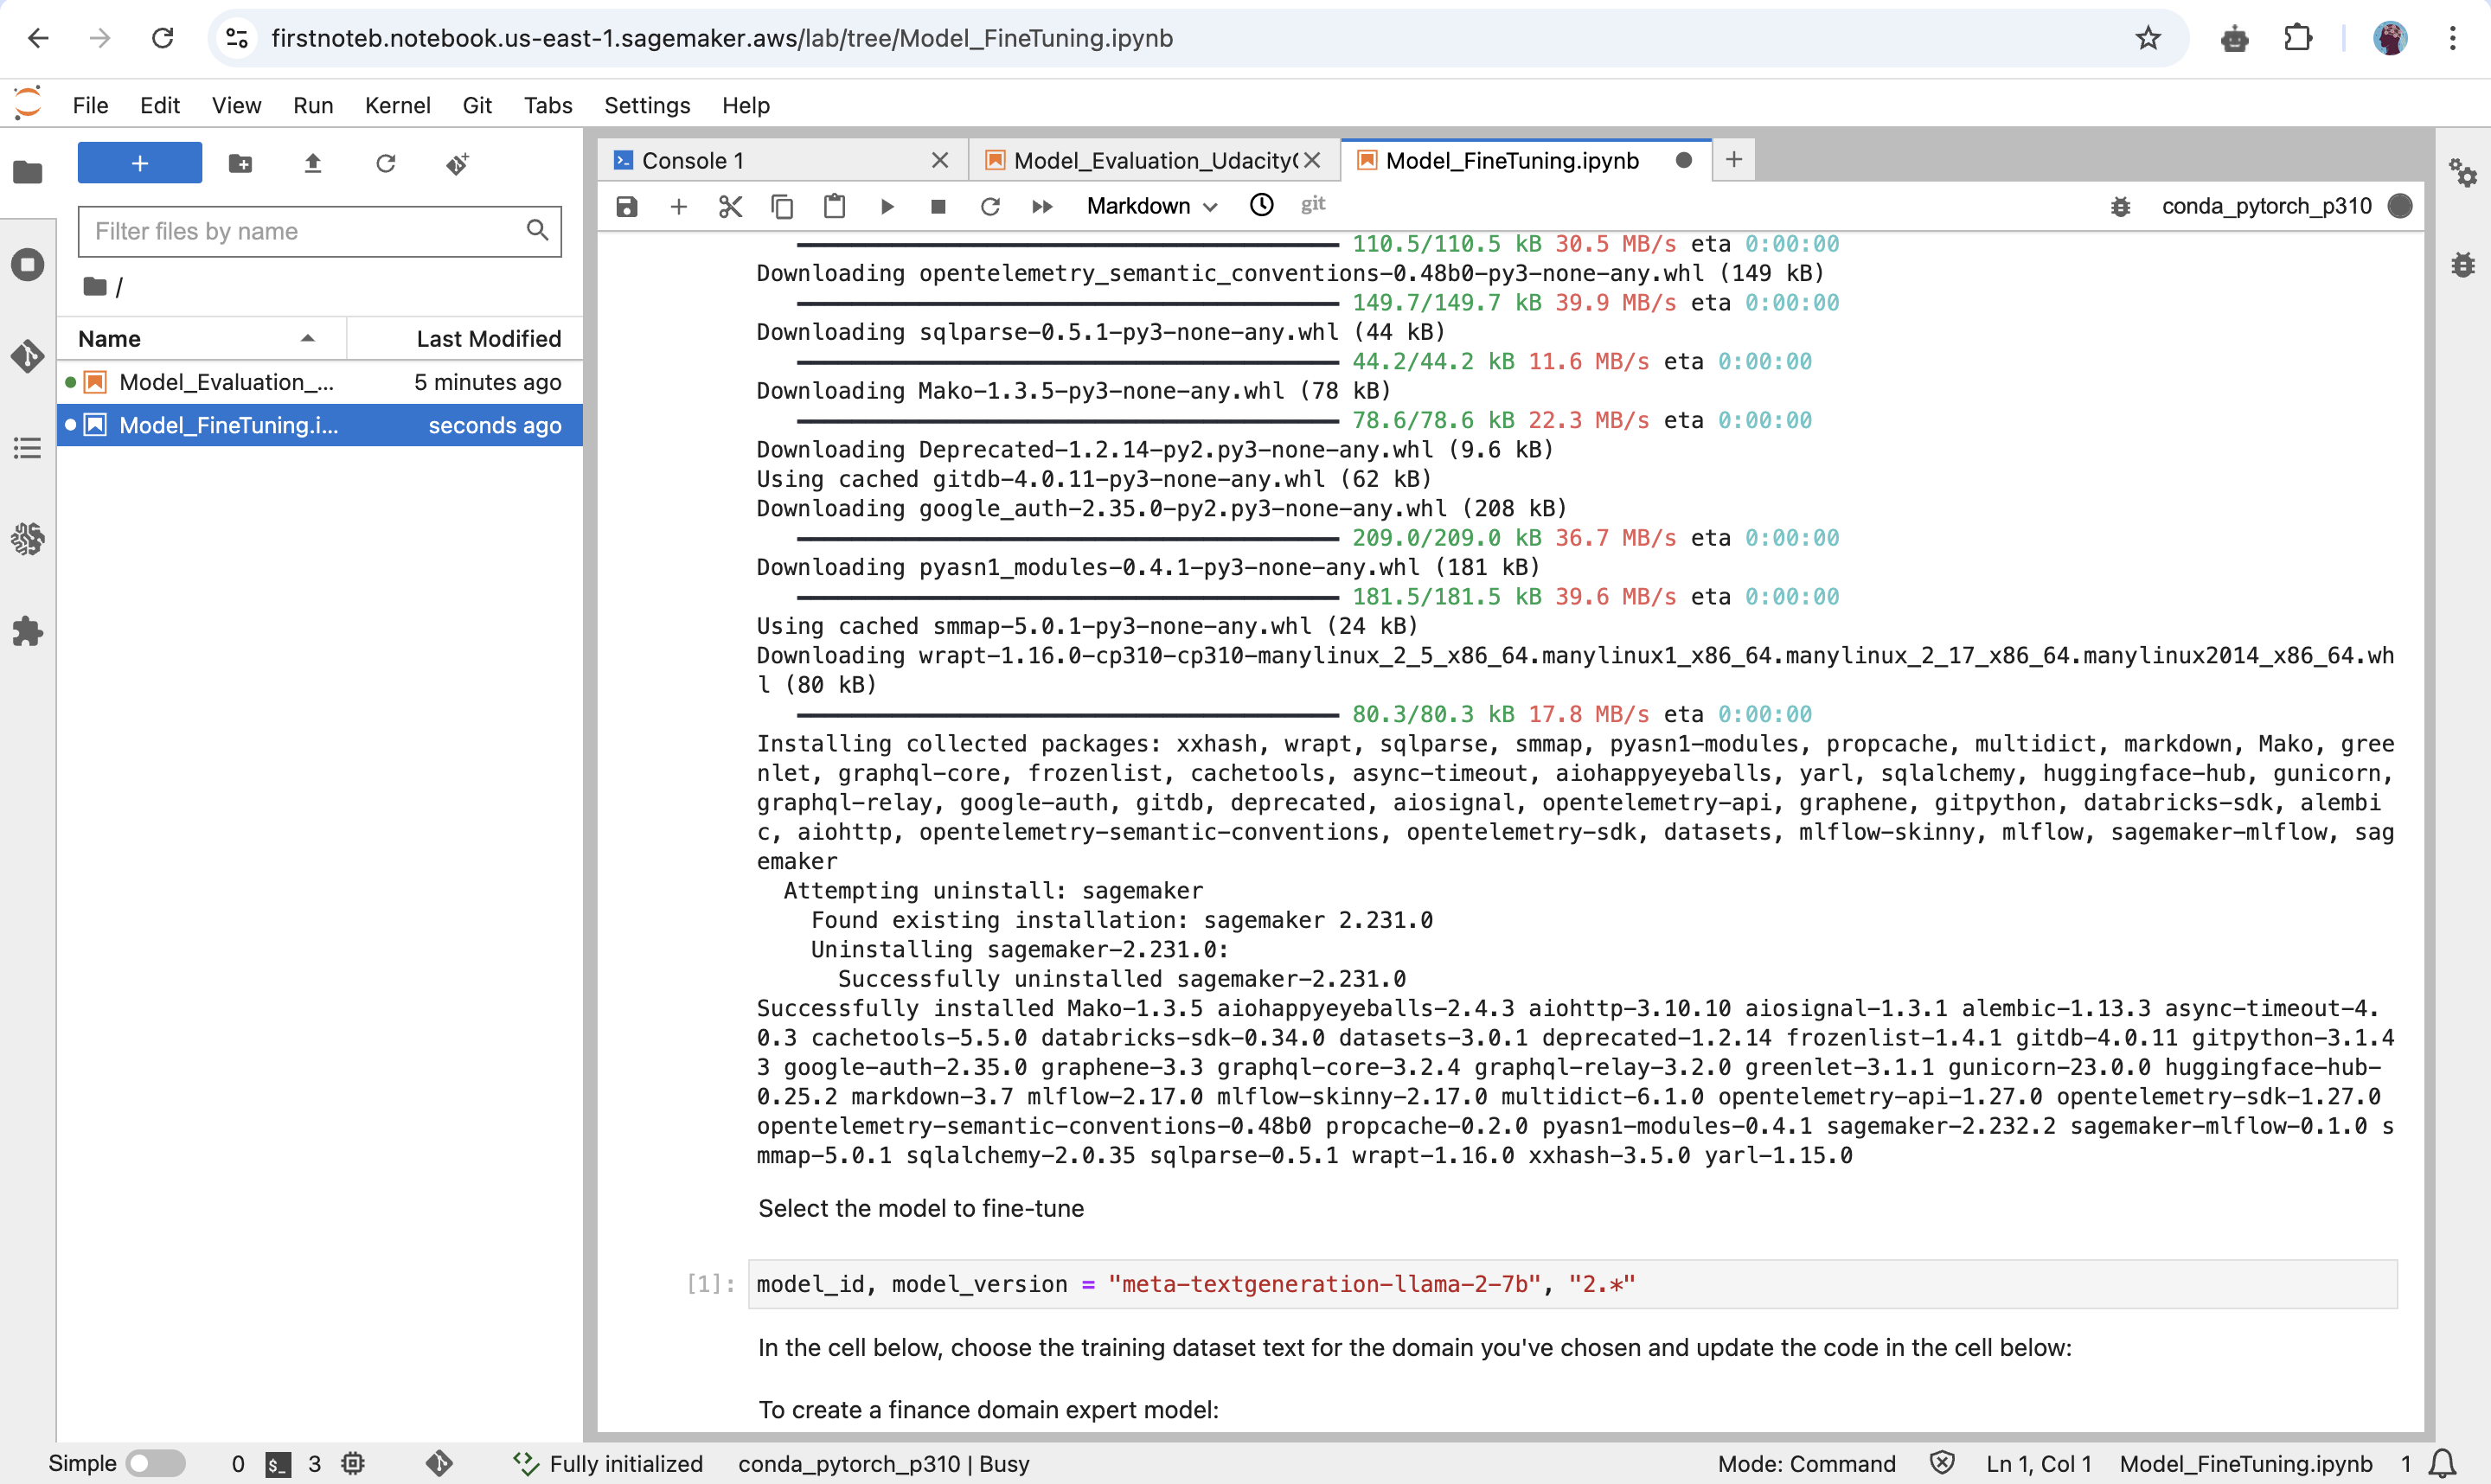 firstnoteb.notebook.us-east-1.sagemaker.aws/lab/tree/Model_FineTuning.ipynb
File Edit View Run Kernel Git Tabs Settings Help
Console 1
Model_Evaluation_Udacity
Model_FineTuning.ipynb
Markdown
git
conda_pytorch_p310
Filter files by name
/
Name Last Modified
Model_Evaluation_... 5 minutes ago
Model_FineTuning.i... seconds ago
110.5/110.5 kB 30.5 MB/s eta 0:00:00
Downloading opentelemetry_semantic_conventions-0.48b0-py3-none-any.whl (149 kB)
149.7/149.7 kB 39.9 MB/s eta 0:00:00
Downloading sqlparse-0.5.1-py3-none-any.whl (44 kB)
44.2/44.2 kB 11.6 MB/s eta 0:00:00
Downloading Mako-1.3.5-py3-none-any.whl (78 kB)
78.6/78.6 kB 22.3 MB/s eta 0:00:00
Downloading Deprecated-1.2.14-py2.py3-none-any.whl (9.6 kB)
Using cached gitdb-4.0.11-py3-none-any.whl (62 kB)
Downloading google_auth-2.35.0-py2.py3-none-any.whl (208 kB)
209.0/209.0 kB 36.7 MB/s eta 0:00:00
Downloading pyasn1_modules-0.4.1-py3-none-any.whl (181 kB)
181.5/181.5 kB 39.6 MB/s eta 0:00:00
Using cached smmap-5.0.1-py3-none-any.whl (24 kB)
Downloading wrapt-1.16.0-cp310-cp310-manylinux_2_5_x86_64.manylinux1_x86_64.manylinux_2_17_x86_64.manylinux2014_x86_64.wh
l (80 kB)
80.3/80.3 kB 17.8 MB/s eta 0:00:00
Installing collected packages: xxhash, wrapt, sqlparse, smmap, pyasn1-modules, propcache, multidict, markdown, Mako, gree
nlet, graphql-core, frozenlist, cachetools, async-timeout, aiohappyeyeballs, yarl, sqlalchemy, huggingface-hub, gunicorn,
graphql-relay, google-auth, gitdb, deprecated, aiosignal, opentelemetry-api, graphene, gitpython, databricks-sdk, alembi
c, aiohttp, opentelemetry-semantic-conventions, opentelemetry-sdk, datasets, mlflow-skinny, mlflow, sagemaker-mlflow, sag
emaker
Attempting uninstall: sagemaker
Found existing installation: sagemaker 2.231.0
Uninstalling sagemaker-2.231.0:
Successfully uninstalled sagemaker-2.231.0
Successfully installed Mako-1.3.5 aiohappyeyeballs-2.4.3 aiohttp-3.10.10 aiosignal-1.3.1 alembic-1.13.3 async-timeout-4.
0.3 cachetools-5.5.0 databricks-sdk-0.34.0 datasets-3.0.1 deprecated-1.2.14 frozenlist-1.4.1 gitdb-4.0.11 gitpython-3.1.4
3 google-auth-2.35.0 graphene-3.3 graphql-core-3.2.4 graphql-relay-3.2.0 greenlet-3.1.1 gunicorn-23.0.0 huggingface-hub-
0.25.2 markdown-3.7 mlflow-2.17.0 mlflow-skinny-2.17.0 multidict-6.1.0 opentelemetry-api-1.27.0 opentelemetry-sdk-1.27.0
opentelemetry-semantic-conventions-0.48b0 propcache-0.2.0 pyasn1-modules-0.4.1 sagemaker-2.232.2 sagemaker-mlflow-0.1.0 s
mmap-5.0.1 sqlalchemy-2.0.35 sqlparse-0.5.1 wrapt-1.16.0 xxhash-3.5.0 yarl-1.15.0
Select the model to fine-tune
[1]: model_id, model_version = "meta-textgeneration-llama-2-7b", "2.*"
In the cell below, choose the training dataset text for the domain you've chosen and update the code in the cell below:
To create a finance domain expert model:
Simple 0 $_ 3 Fully initialized conda_pytorch_p310 | Busy Mode: Command Ln 1, Col 1 Model_FineTuning.ipynb 1